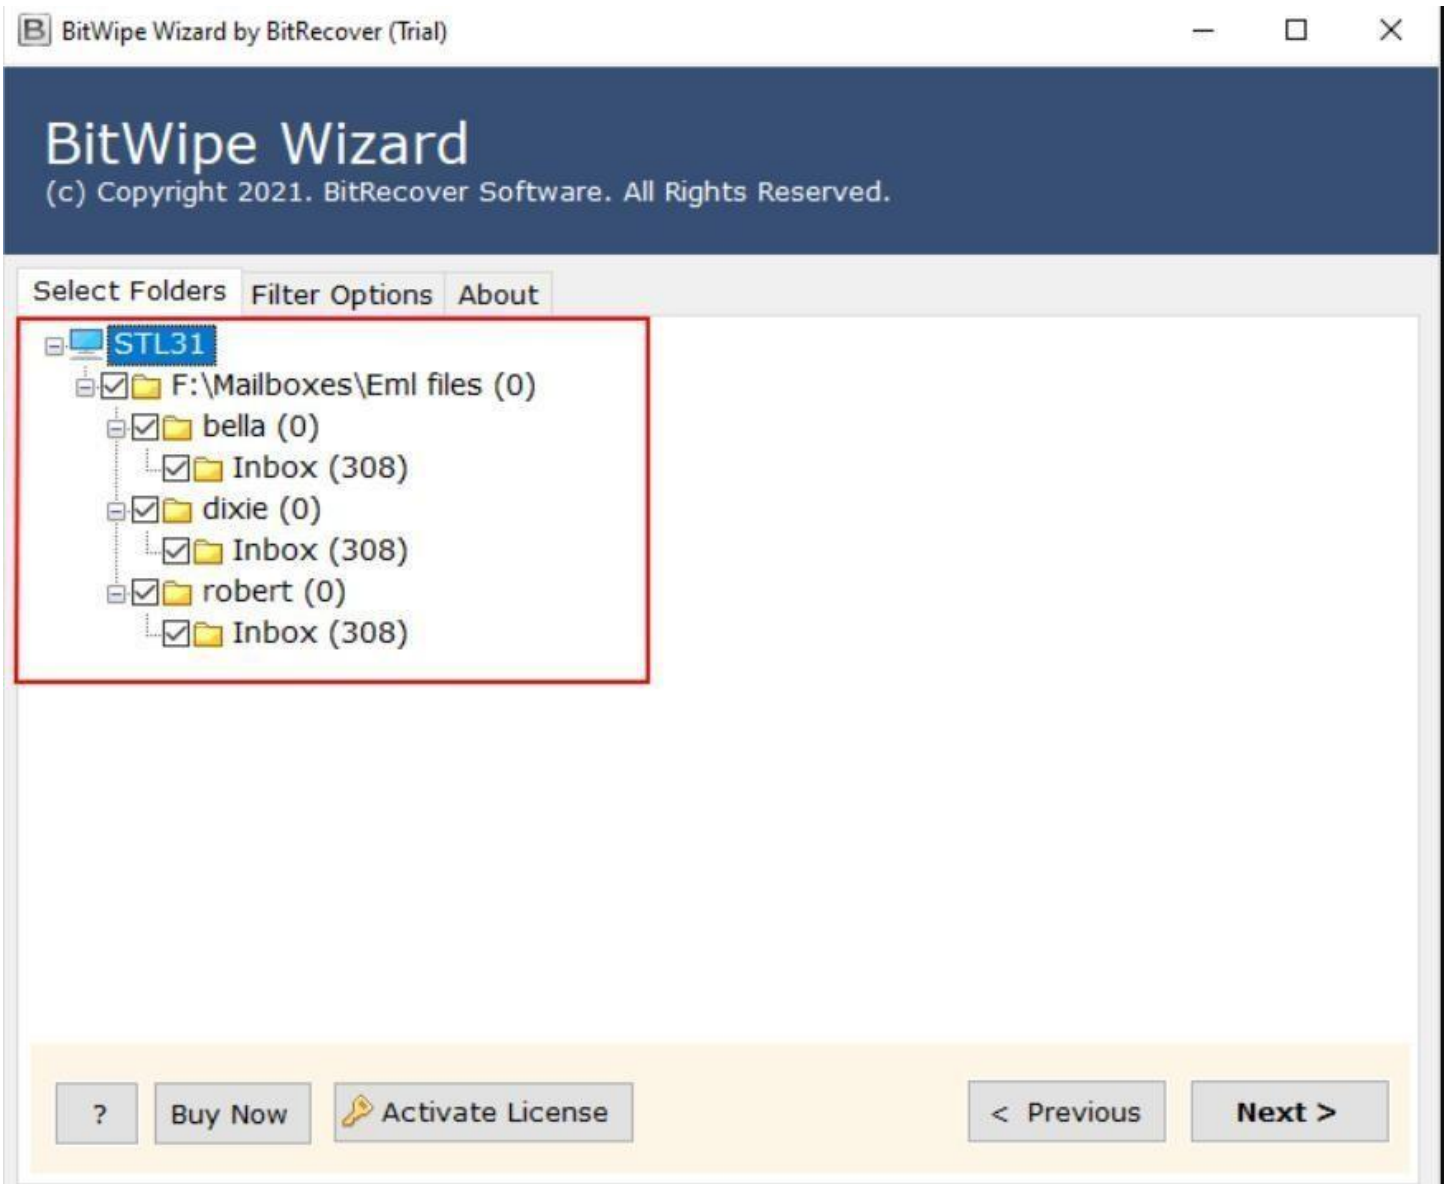 B BitWipe Wizard by BitRecover (Trial)
BitWipe Wizard
(c) Copyright 2021. BitRecover Software. All Rights Reserved.
Select Folders Filter Options About
STL31
F:\Mailboxes\Eml files (0)
bella (0)
Inbox (308)
dixie (0)
Inbox (308)
robert (0)
Inbox (308)
? Buy Now Activate License < Previous Next >